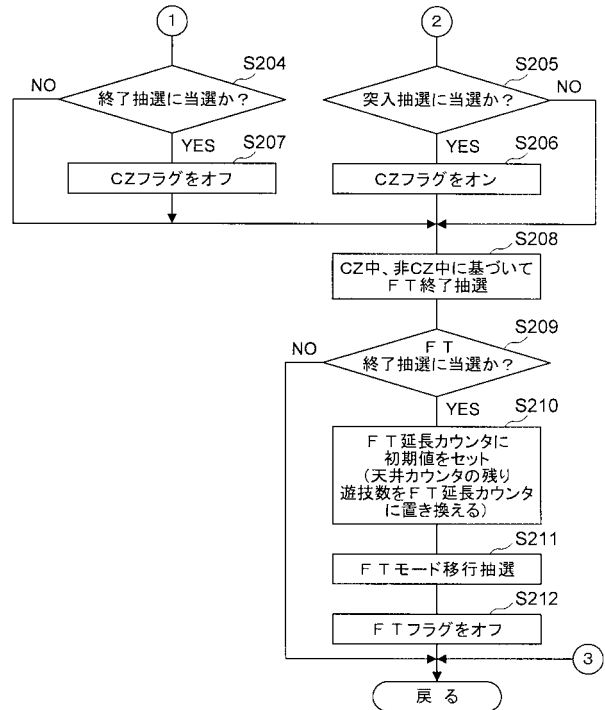 1
2
S204
終了抽選に当選か？
NO
YES
S205
突入抽選に当選か？
NO
YES
S207
CZフラグをオフ
S206
CZフラグをオン
S208
CZ中、非CZ中に基づいて
ＦＴ終了抽選
S209
ＦＴ
終了抽選に当選か？
NO
YES
S210
ＦＴ延長カウンタに
初期値をセット
（天井カウンタの残り
遊技数をＦＴ延長カウンタ
に置き換える）
S211
ＦＴモード移行抽選
S212
ＦＴフラグをオフ
3
戻る